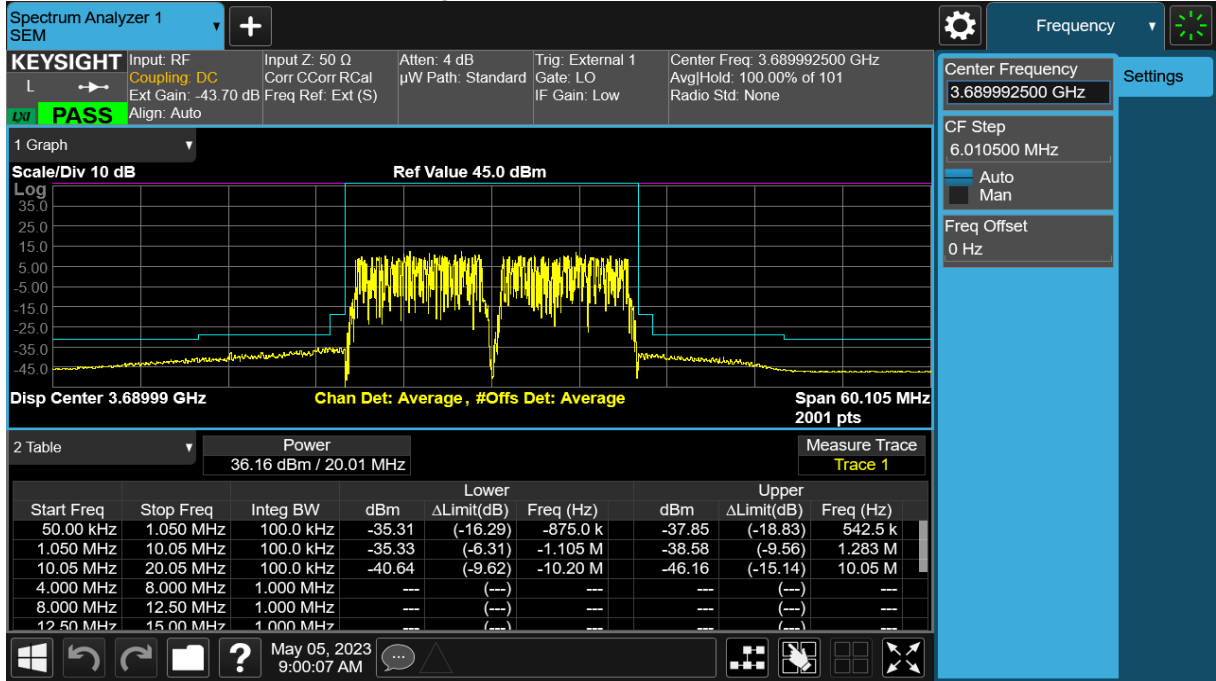 Spectrum Analyzer 1
SEM
Frequency
KEYSIGHT
L
LXI
PASS
Input: RF
Coupling: DC
Ext Gain: -43.70 dB
Align: Auto
Input Z: 50 Ω
Corr CCorr RCal
Freq Ref: Ext (S)
Atten: 4 dB
µW Path: Standard
Trig: External 1
Gate: LO
IF Gain: Low
Center Freq: 3.689992500 GHz
Avg|Hold: 100.00% of 101
Radio Std: None
Center Frequency
3.689992500 GHz
Settings
CF Step
6.010500 MHz
Auto
Man
Freq Offset
0 Hz
1 Graph
Scale/Div 10 dB
Ref Value 45.0 dBm
Log
35.0
25.0
15.0
5.00
-5.00
-15.0
-25.0
-35.0
-45.0
Disp Center 3.68999 GHz
Chan Det: Average , #Offs Det: Average
Span 60.105 MHz
2001 pts
2 Table
Power
36.16 dBm / 20.01 MHz
Measure Trace
Trace 1
Lower Upper
Start Freq Stop Freq Integ BW dBm ΔLimit(dB) Freq (Hz) dBm ΔLimit(dB) Freq (Hz)
50.00 kHz 1.050 MHz 100.0 kHz -35.31 (-16.29) -875.0 k -37.85 (-18.83) 542.5 k
1.050 MHz 10.05 MHz 100.0 kHz -35.33 (-6.31) -1.105 M -38.58 (-9.56) 1.283 M
10.05 MHz 20.05 MHz 100.0 kHz -40.64 (-9.62) -10.20 M -46.16 (-15.14) 10.05 M
4.000 MHz 8.000 MHz 1.000 MHz --- (---) --- --- (---) ---
8.000 MHz 12.50 MHz 1.000 MHz --- (---) --- --- (---) ---
12.50 MHz 15.00 MHz 1.000 MHz --- (---) --- --- (---) ---
?
May 05, 2023
9:00:07 AM